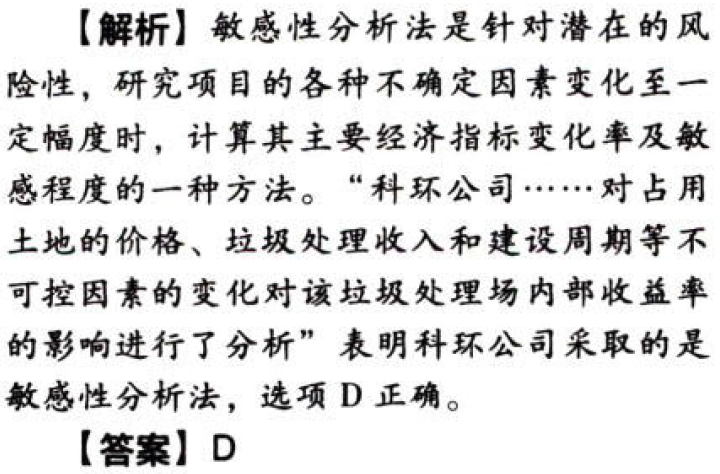 【解析】敏感性分析法是针对潜在的风
险性，研究项目的各种不确定因素变化至一
定幅度时，计算其主要经济指标变化率及敏
感程度的一种方法。“科环公司……对占用
土地的价格、垃圾处理收入和建设周期等不
可控因素的变化对该垃圾处理场内部收益率
的影响进行了分析”表明科环公司采取的是
敏感性分析法，选项 D 正确。
【答案】D